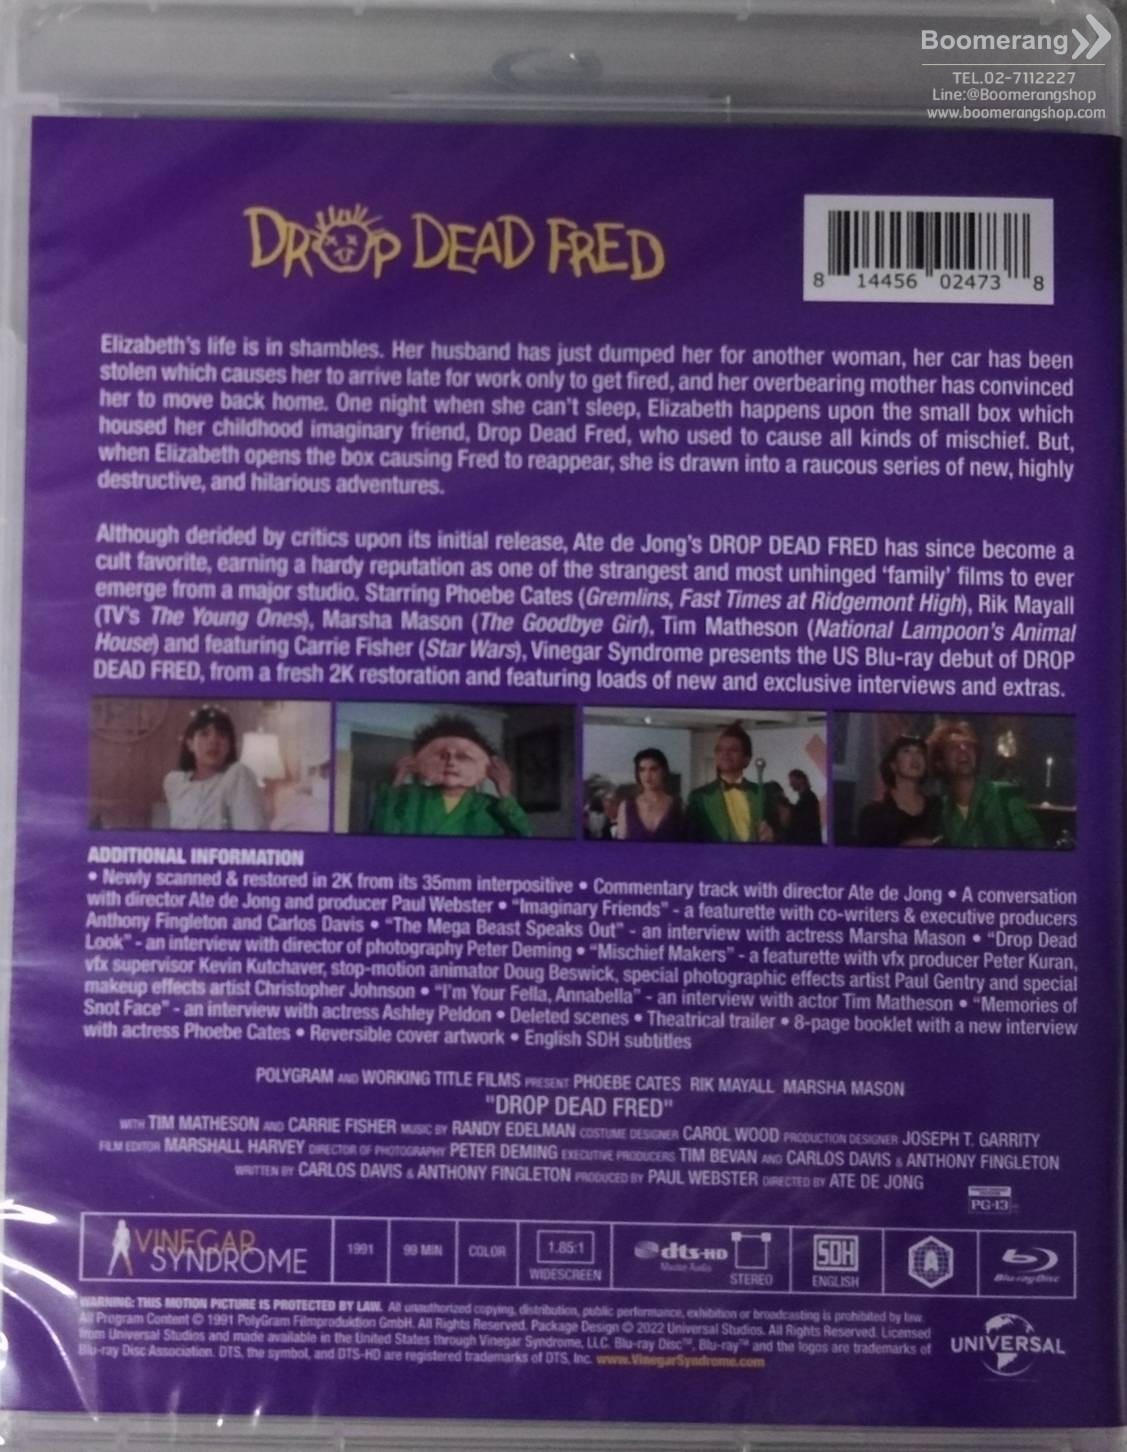 Boomerang
TEL.02-7112227
Line:@Boomerangshop
www.boomerangshop.com
DROP DEAD FRED
8 14456 02473 8
Elizabeth's life is in shambles. Her husband has just dumped her for another woman, her car has been
stolen which causes her to arrive late for work only to get fired, and her overbearing mother has convinced
her to move back home. One night when she can't sleep, Elizabeth happens upon the small box which
housed her childhood imaginary friend, Drop Dead Fred, who used to cause all kinds of mischief. But,
when Elizabeth opens the box causing Fred to reappear, she is drawn into a raucous series of new, highly
destructive, and hilarious adventures.
Although derided by critics upon its initial release, Ate de Jong's DROP DEAD FRED has since become a
cult favorite, earning a hardy reputation as one of the strangest and most unhinged 'family' films to ever
emerge from a major studio. Starring Phoebe Cates (Gremlins, Fast Times at Ridgemont High), Rik Mayall
(TV's The Young Ones), Marsha Mason (The Goodbye Girl), Tim Matheson (National Lampoon's Animal
House) and featuring Carrie Fisher (Star Wars), Vinegar Syndrome presents the US Blu-ray debut of DROP
DEAD FRED, from a fresh 2K restoration and featuring loads of new and exclusive interviews and extras.
ADDITIONAL INFORMATION
• Newly scanned & restored in 2K from its 35mm interpositive • Commentary track with director Ate de Jong • A conversation
with director Ate de Jong and producer Paul Webster • "Imaginary Friends" - a featurette with co-writers & executive producers
Anthony Fingleton and Carlos Davis • "The Mega Beast Speaks Out" - an interview with actress Marsha Mason • "Drop Dead
Look" - an interview with director of photography Peter Deming • "Mischief Makers" - a featurette with vfx producer Peter Kuran,
vfx supervisor Kevin Kutchaver, stop-motion animator Doug Beswick, special photographic effects artist Paul Gentry and special
makeup effects artist Christopher Johnson • "I'm Your Fella, Annabella" - an interview with actor Tim Matheson • "Memories of
Snot Face" - an interview with actress Ashley Peldon • Deleted scenes • Theatrical trailer • 8-page booklet with a new interview
with actress Phoebe Cates • Reversible cover artwork • English SDH subtitles
POLYGRAM AND WORKING TITLE FILMS PRESENT PHOEBE CATES RIK MAYALL MARSHA MASON
"DROP DEAD FRED"
WITH TIM MATHESON AND CARRIE FISHER MUSIC BY RANDY EDELMAN COSTUME DESIGNER CAROL WOOD PRODUCTION DESIGNER JOSEPH T. GARRITY
FILM EDITOR MARSHALL HARVEY DIRECTOR OF PHOTOGRAPHY PETER DEMING EXECUTIVE PRODUCERS TIM BEVAN AND CARLOS DAVIS & ANTHONY FINGLETON
WRITTEN BY CARLOS DAVIS & ANTHONY FINGLETON PRODUCED BY PAUL WEBSTER DIRECTED BY ATE DE JONG
PG-13
VINEGAR
SYNDROME
1991
99 MIN
COLOR
1.85:1
WIDESCREEN
dts-HD
Master Audio
STEREO
SDH
ENGLISH
A
Blu-ray Disc
WARNING: THIS MOTION PICTURE IS PROTECTED BY LAW. All unauthorized copying, distribution, public performance, exhibition or broadcasting is prohibited by law.
All Program Content © 1991 PolyGram Filmproduktion GmbH. All Rights Reserved. Package Design © 2022 Universal Studios. All Rights Reserved. Licensed
from Universal Studios and made available in the United States through Vinegar Syndrome, LLC. Blu-ray Disc™, Blu-ray™ and the logos are trademarks of
Blu-ray Disc Association. DTS, the symbol, and DTS-HD are registered trademarks of DTS, Inc. www.VinegarSyndrome.com
UNIVERSAL